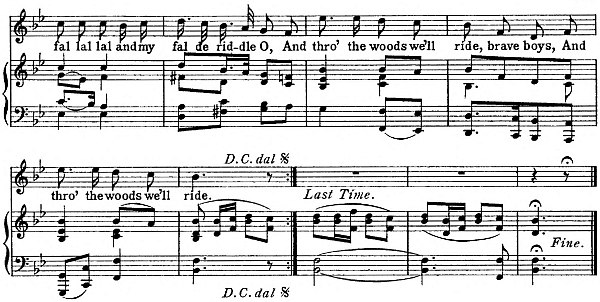 fal lal lal and my fal de rid-dle O, And thro' the woods we'll ride, brave boys, And
D.C. dal 𝄋
thro' the woods we'll ride. Last Time.
Fine.
D.C. dal 𝄋